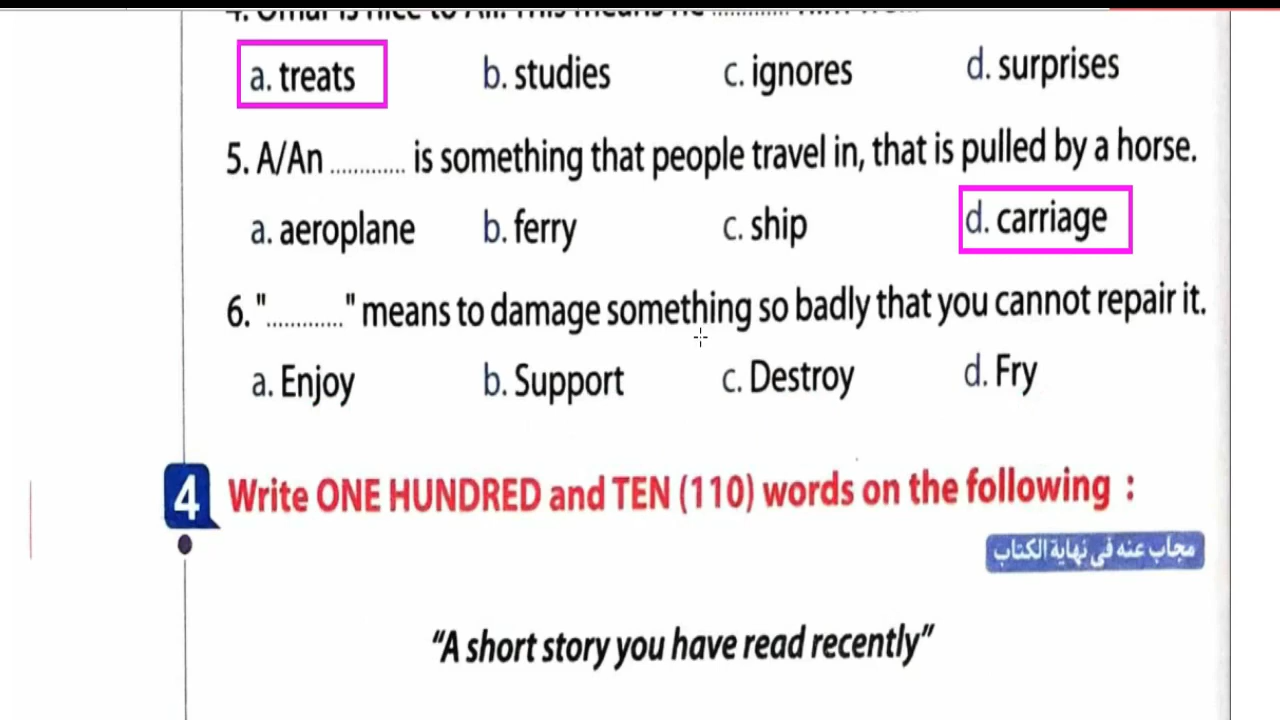 a. treats b. studies c. ignores d. surprises
5. A/An ............. is something that people travel in, that is pulled by a horse.
a. aeroplane b. ferry c. ship d. carriage
6. "............." means to damage something so badly that you cannot repair it.
a. Enjoy b. Support c. Destroy d. Fry
4 Write ONE HUNDRED and TEN (110) words on the following :
مجاب عنه في نهاية الكتاب
"A short story you have read recently"